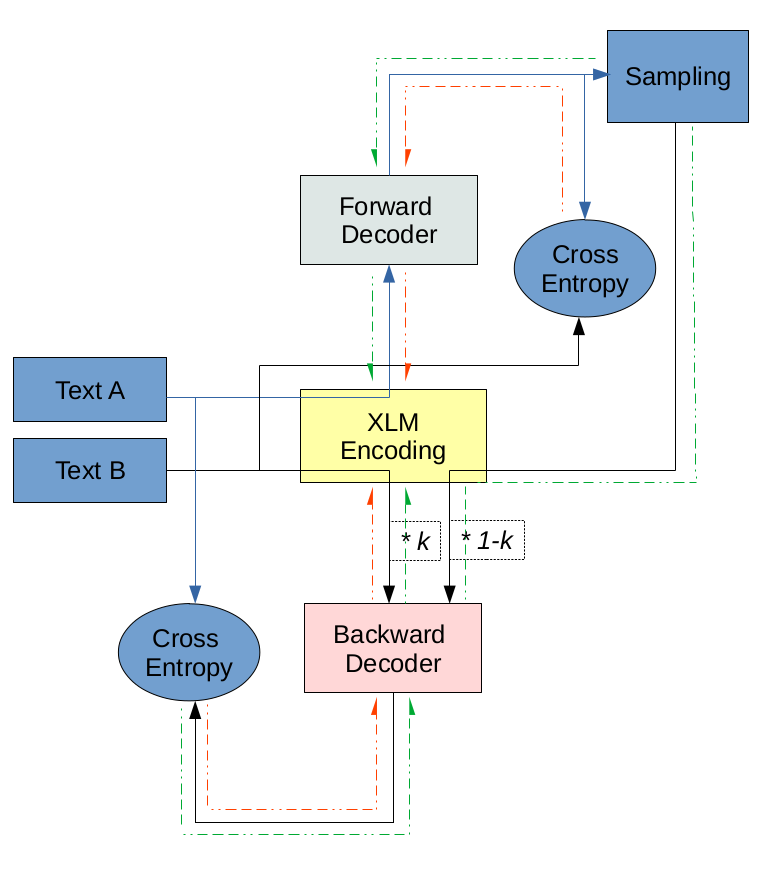 Sampling
Forward
Decoder
Cross
Entropy
Text A
XLM
Encoding
Text B
* k
* 1-k
Cross
Entropy
Backward
Decoder